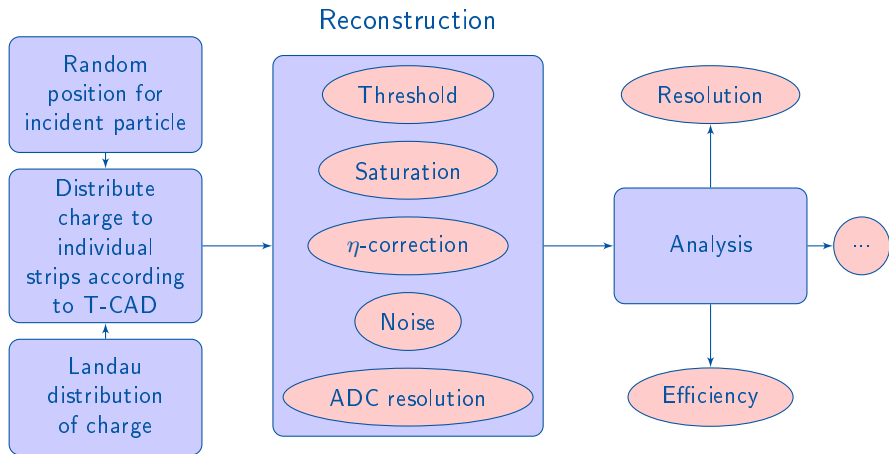 Reconstruction
Random
position for
incident particle
Distribute
charge to
individual
strips according
to T-CAD
Landau
distribution
of charge
Threshold
Saturation
η-correction
Noise
ADC resolution
Resolution
Analysis
...
Efficiency